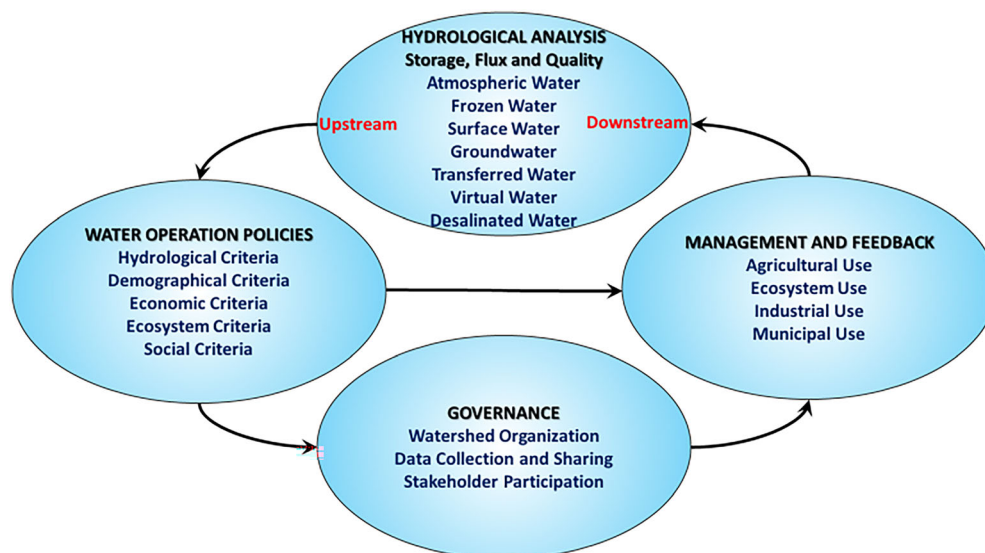 HYDROLOGICAL ANALYSIS
Storage, Flux and Quality
Atmospheric Water
Frozen Water
Upstream
Surface Water
Downstream
Groundwater
Transferred Water
Virtual Water
Desalinated Water
WATER OPERATION POLICIES
Hydrological Criteria
Demographical Criteria
Economic Criteria
Ecosystem Criteria
Social Criteria
MANAGEMENT AND FEEDBACK
Agricultural Use
Ecosystem Use
Industrial Use
Municipal Use
GOVERNANCE
Watershed Organization
Data Collection and Sharing
Stakeholder Participation